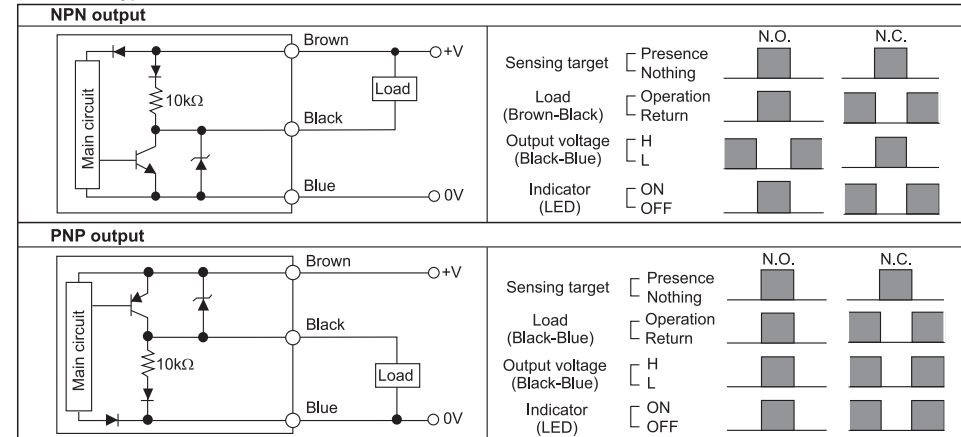 NPN output
Brown
+V
Load
10kΩ
Black
Main circuit
Blue
0V
N.O. N.C.
Sensing target Presence
Nothing
Load
(Brown-Black) Operation
Return
Output voltage
(Black-Blue) H
L
Indicator
(LED) ON
OFF
PNP output
Brown
+V
Black
Main circuit
10kΩ
Load
Blue
0V
N.O. N.C.
Sensing target Presence
Nothing
Load
(Black-Blue) Operation
Return
Output voltage
(Black-Blue) H
L
Indicator
(LED) ON
OFF